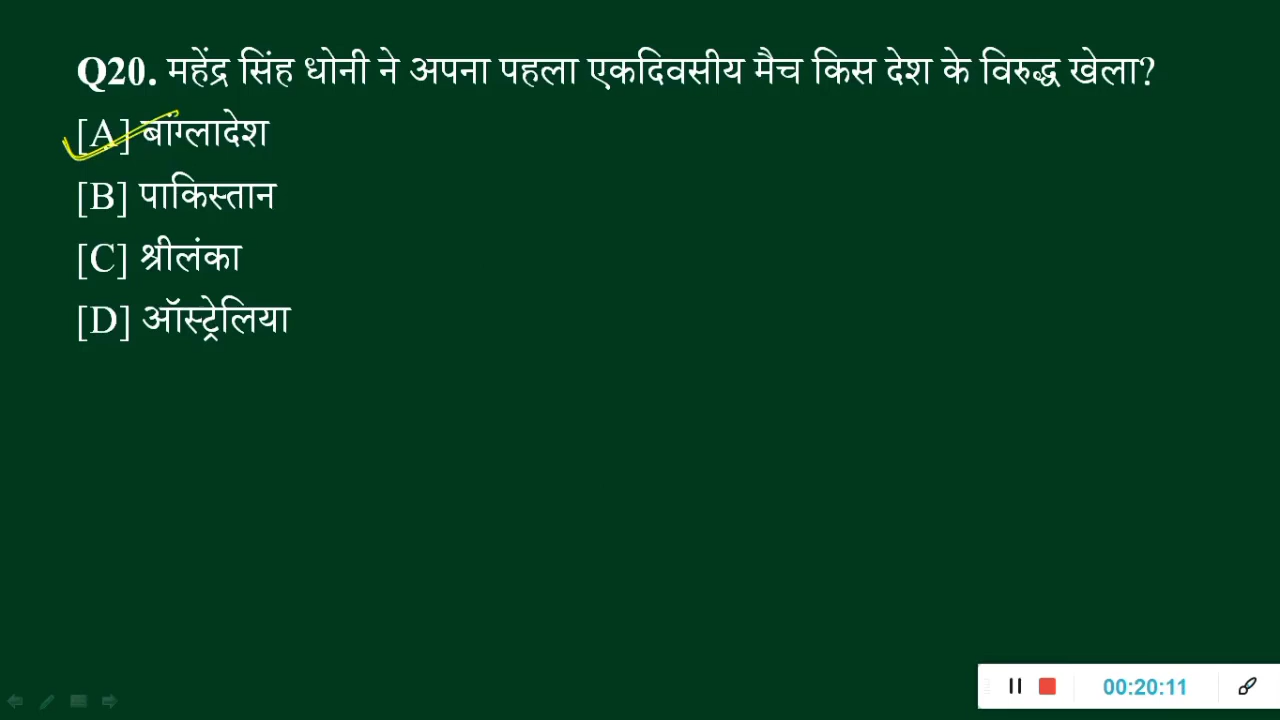 Q20. महेंद्र सिंह धोनी ने अपना पहला एकदिवसीय मैच किस देश के विरुद्ध खेला?
[A] बांग्लादेश
[B] पाकिस्तान
[C] श्रीलंका
[D] ऑस्ट्रेलिया
00:20:11